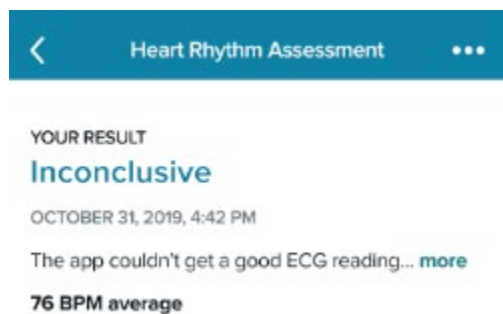 Heart Rhythm Assessment
YOUR RESULT
Inconclusive
OCTOBER 31, 2019, 4:42 PM
The app couldn't get a good ECG reading... more
76 BPM average